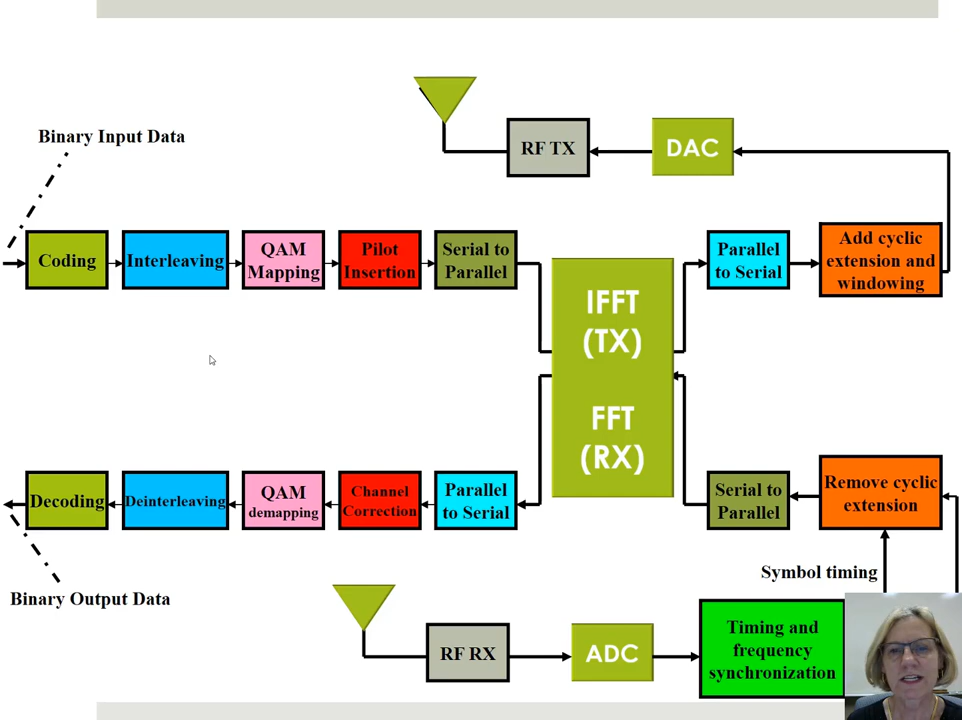 Binary Input Data
RF TX
DAC
Coding
Interleaving
QAM
Mapping
Pilot
Insertion
Serial to
Parallel
IFFT
(TX)
FFT
(RX)
Parallel
to Serial
Add cyclic
extension and
windowing
Decoding
Deinterleaving
QAM
demapping
Channel
Correction
Parallel
to Serial
Serial to
Parallel
Remove cyclic
extension
Symbol timing
Binary Output Data
RF RX
ADC
Timing and
frequency
synchronization